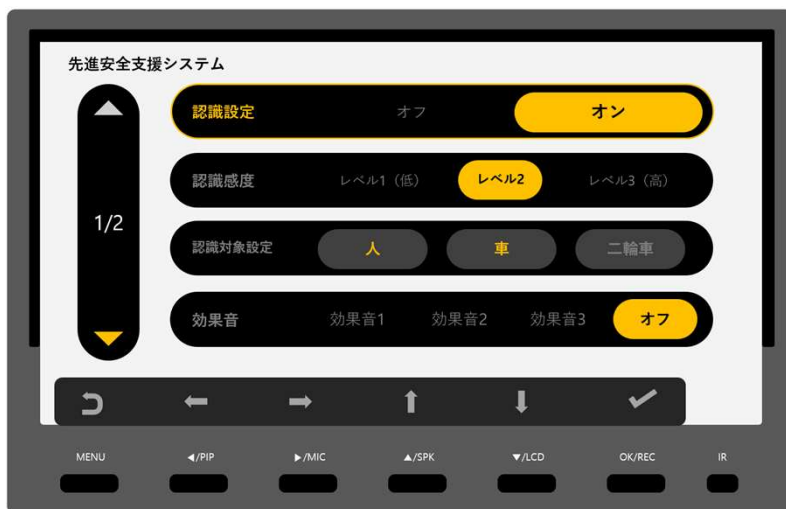 先進安全支援システム
認識設定 オフ オン
認識感度 レベル1（低） レベル2 レベル3（高）
1/2
認識対象設定 人 車 二輪車
効果音 効果音1 効果音2 効果音3 オフ
MENU ◀/PIP ▶/MIC ▲/SPK ▼/LCD OK/REC IR